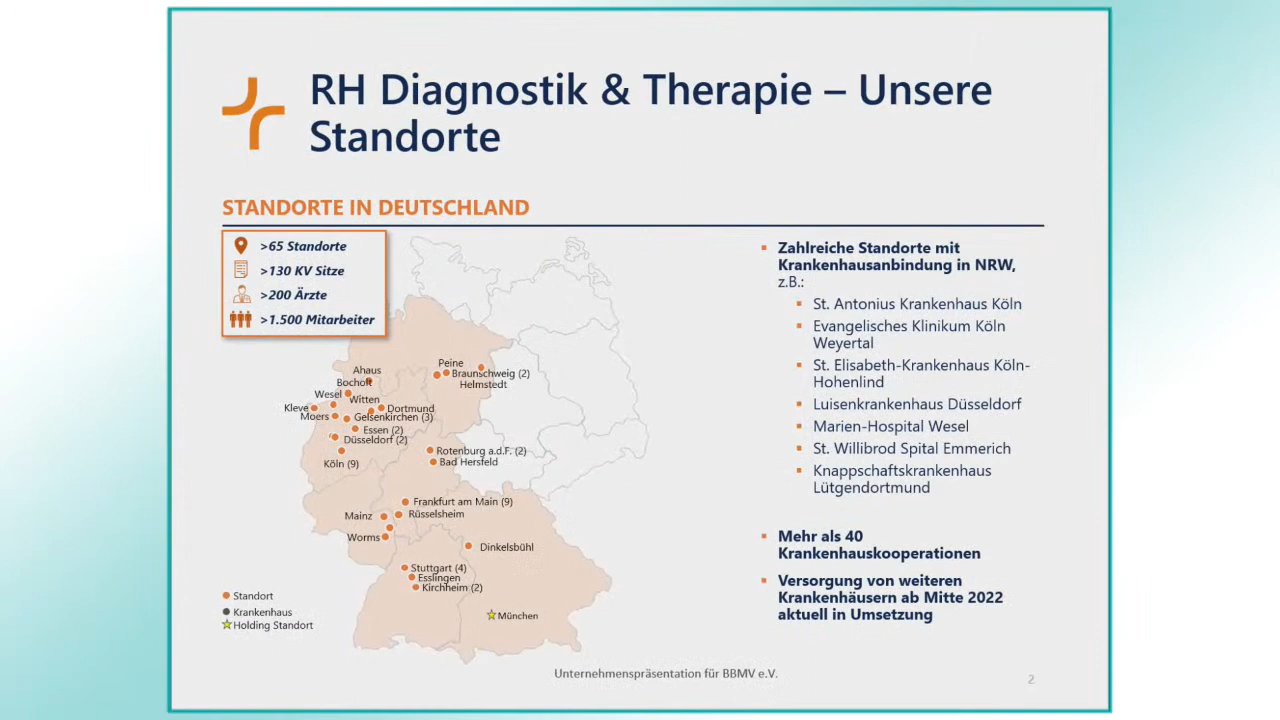 RH Diagnostik & Therapie – Unsere
Standorte
STANDORTE IN DEUTSCHLAND
>65 Standorte
>130 KV Sitze
>200 Ärzte
>1.500 Mitarbeiter
Peine
Braunschweig (2)
Helmstedt
Ahaus
Bocholt
Wesel
Witten
Kleve
Dortmund
Moers
Gelsenkirchen (3)
Essen (2)
Düsseldorf (2)
Köln (9)
Rotenburg a.d.F. (2)
Bad Hersfeld
Frankfurt am Main (9)
Mainz
Rüsselsheim
Worms
Dinkelsbühl
Stuttgart (4)
Esslingen
Kirchheim (2)
München
Standort
Krankenhaus
Holding Standort
Zahlreiche Standorte mit
Krankenhausanbindung in NRW,
z.B.:
St. Antonius Krankenhaus Köln
Evangelisches Klinikum Köln
Weyertal
St. Elisabeth-Krankenhaus Köln-
Hohenlind
Luisenkrankenhaus Düsseldorf
Marien-Hospital Wesel
St. Willibrod Spital Emmerich
Knappschaftskrankenhaus
Lütgendortmund
Mehr als 40
Krankenhauskooperationen
Versorgung von weiteren
Krankenhäusern ab Mitte 2022
aktuell in Umsetzung
Unternehmenspräsentation für BBMV e.V.
2